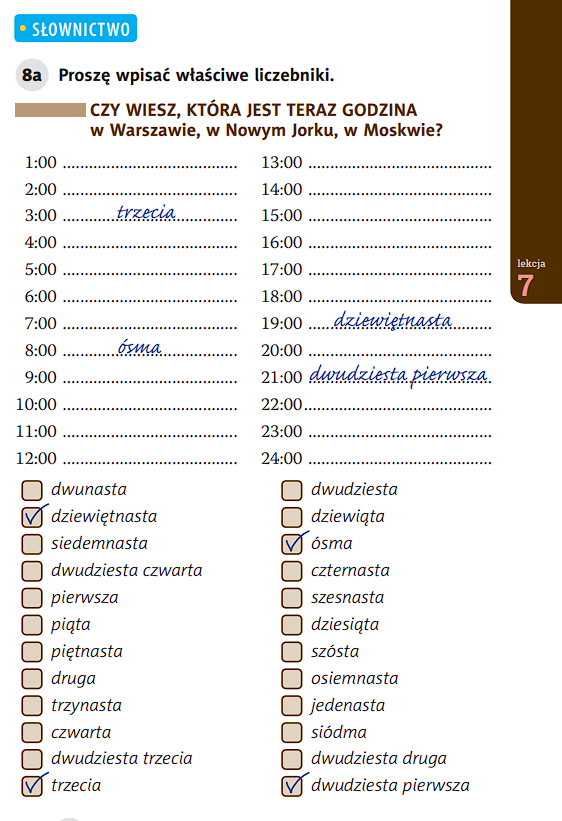 • SŁOWNICTWO
8a Proszę wpisać właściwe liczebniki.
CZY WIESZ, KTÓRA JEST TERAZ GODZINA
w Warszawie, w Nowym Jorku, w Moskwie?
1:00 ....................................... 13:00 .......................................
2:00 ....................................... 14:00 .......................................
3:00 trzecia 15:00 .......................................
4:00 ....................................... 16:00 .......................................
5:00 ....................................... 17:00 .......................................
6:00 ....................................... 18:00 .......................................
7:00 ....................................... 19:00 dziewiętnasta
8:00 ósma 20:00 .......................................
9:00 ....................................... 21:00 dwudziesta pierwsza
10:00 ....................................... 22:00 .......................................
11:00 ....................................... 23:00 .......................................
12:00 ....................................... 24:00 .......................................
lekcja
7
dwunasta dwudziesta
dziewiętnasta dziewiąta
siedemnasta ósma
dwudziesta czwarta czternasta
pierwsza szesnasta
piąta dziesiąta
piętnasta szósta
druga osiemnasta
trzynasta jedenasta
czwarta siódma
dwudziesta trzecia dwudziesta druga
trzecia dwudziesta pierwsza